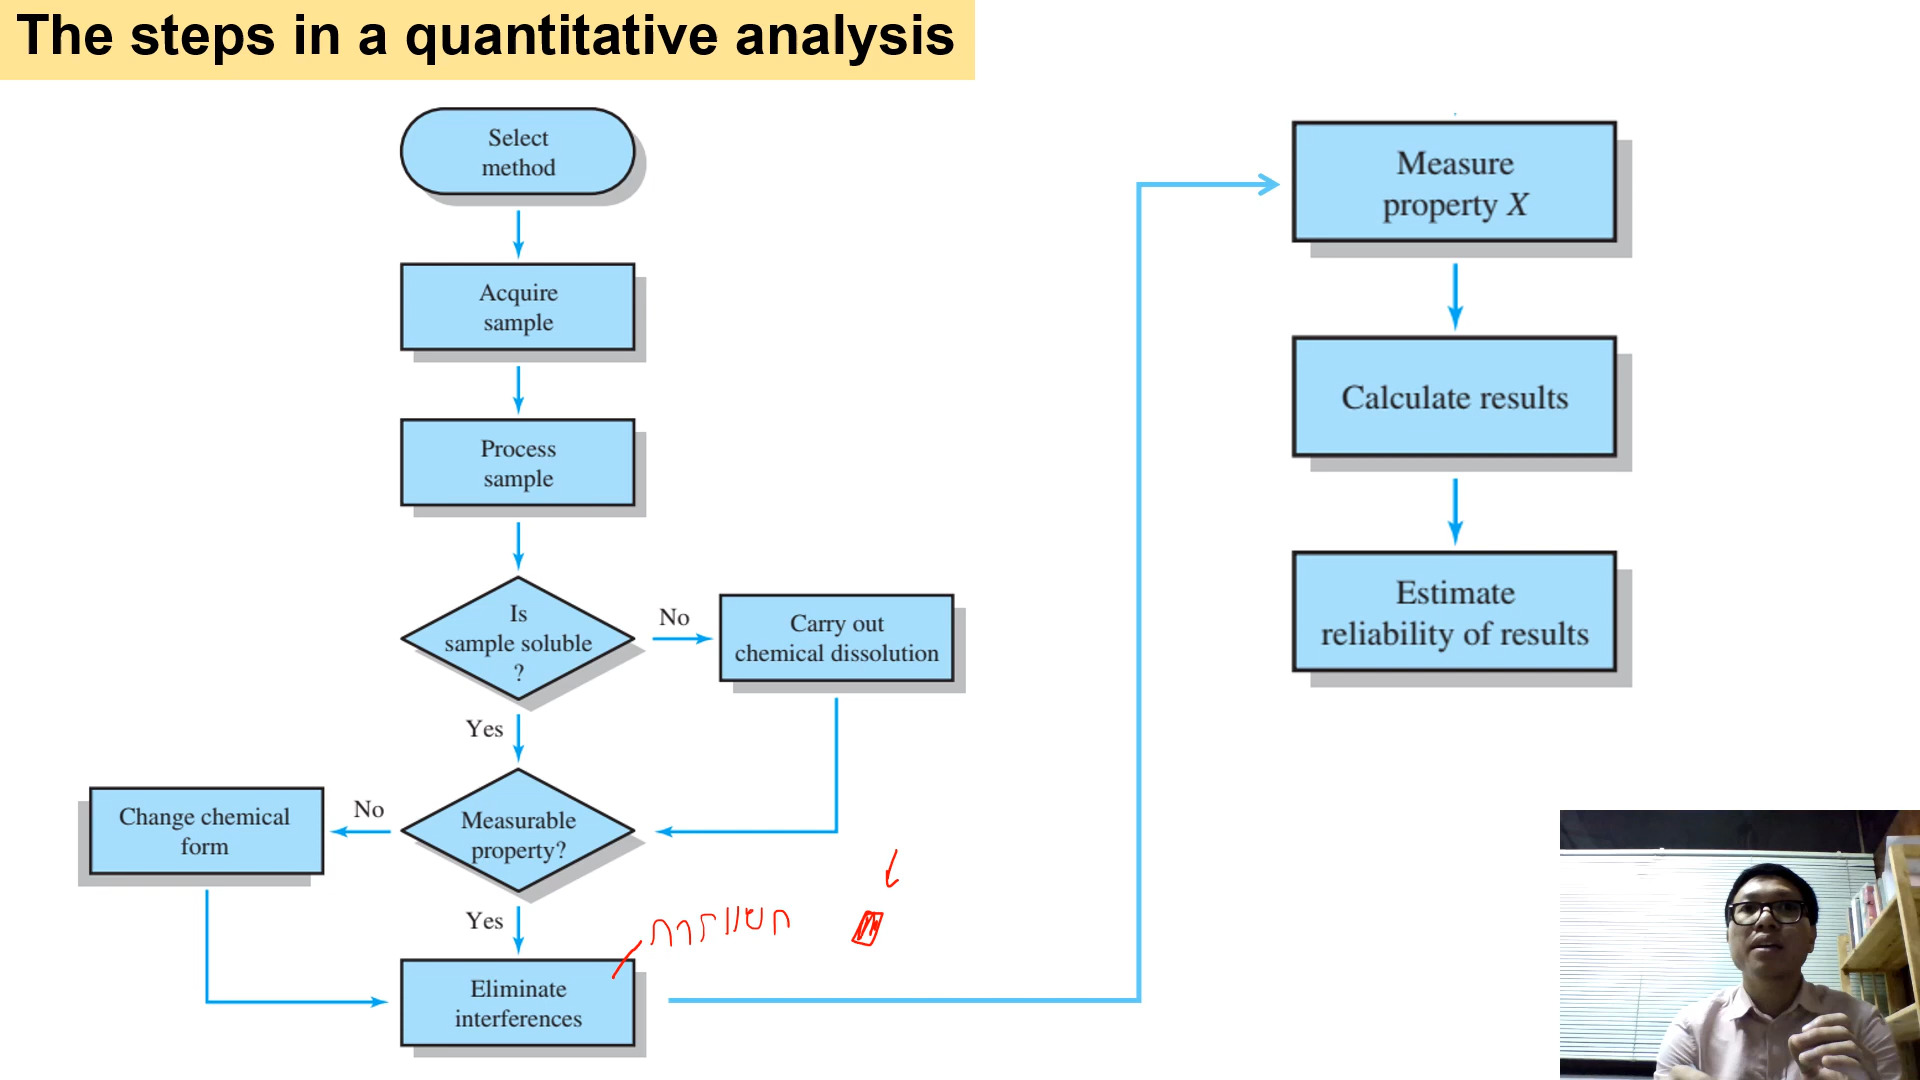 The steps in a quantitative analysis
Select
method
Acquire
sample
Process
sample
Is
sample soluble
?
No
Carry out
chemical dissolution
Yes
Measurable
property?
No
Change chemical
form
Yes
การแยก
Eliminate
interferences
Measure
property X
Calculate results
Estimate
reliability of results